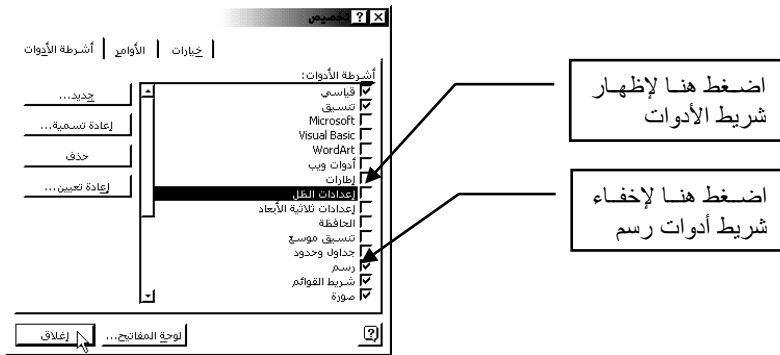 تخصيص
أشرطة الأدوات
الأوامر
خيارات
أشرطة الأدوات:
قياسي
تنسيق
Microsoft
Visual Basic
WordArt
أدوات ويب
إطارات
إعدادات الظل
إعدادات ثلاثية الأبعاد
الحافظة
تنسيق موسع
جداول وحدود
رسم
شريط القوائم
صورة
جديد...
إعادة تسمية...
حذف
إعادة تعيين...
لوحة المفاتيح...
إغلاق
اضغط هنا لإظهار
شريط الأدوات
اضغط هنا لإخفاء
شريط أدوات رسم